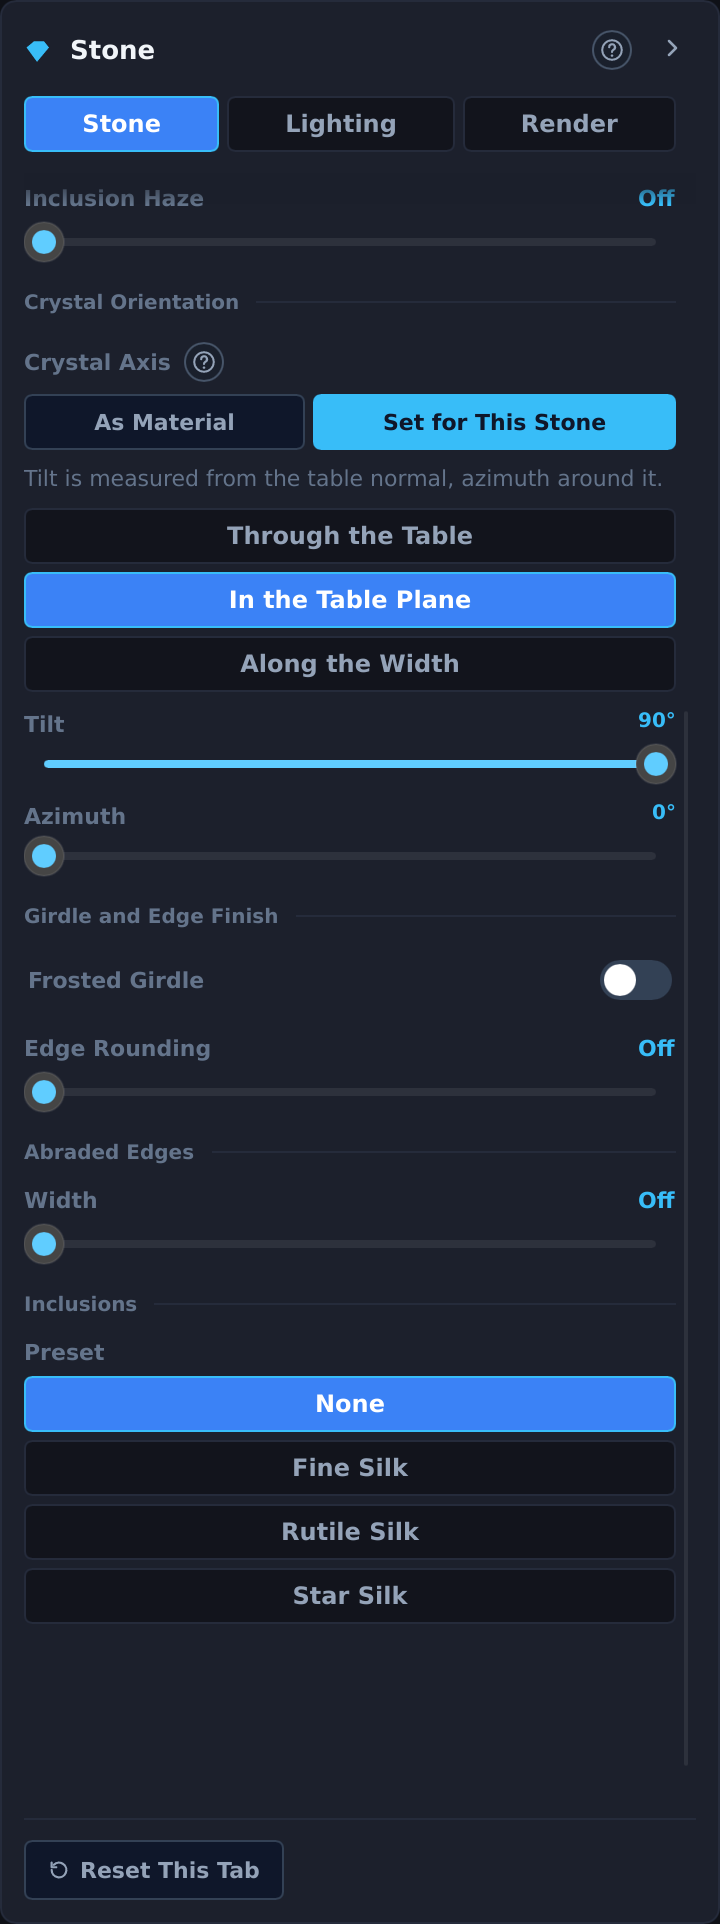 Stone
Stone
Lighting
Render
Inclusion Haze
Off
Crystal Orientation
Crystal Axis
As Material
Set for This Stone
Tilt is measured from the table normal, azimuth around it.
Through the Table
In the Table Plane
Along the Width
Tilt
90°
Azimuth
0°
Girdle and Edge Finish
Frosted Girdle
Edge Rounding
Off
Abraded Edges
Width
Off
Inclusions
Preset
None
Fine Silk
Rutile Silk
Star Silk
Reset This Tab